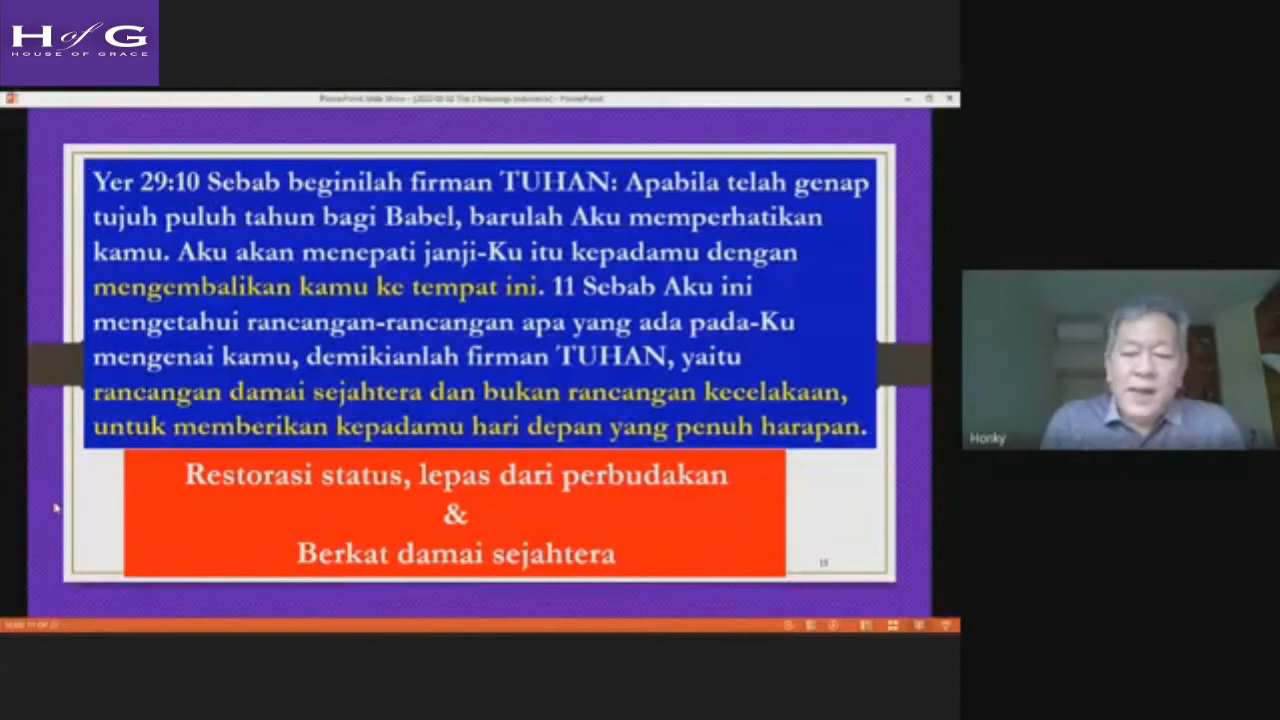 H of G
HOUSE OF GRACE
Yer 29:10 Sebab beginilah firman TUHAN: Apabila telah genap
tujuh puluh tahun bagi Babel, barulah Aku memperhatikan
kamu. Aku akan menepati janji-Ku itu kepadamu dengan
mengembalikan kamu ke tempat ini. 11 Sebab Aku ini
mengetahui rancangan-rancangan apa yang ada pada-Ku
mengenai kamu, demikianlah firman TUHAN, yaitu
rancangan damai sejahtera dan bukan rancangan kecelakaan,
untuk memberikan kepadamu hari depan yang penuh harapan.
Restorasi status, lepas dari perbudakan
&
Berkat damai sejahtera
Honky